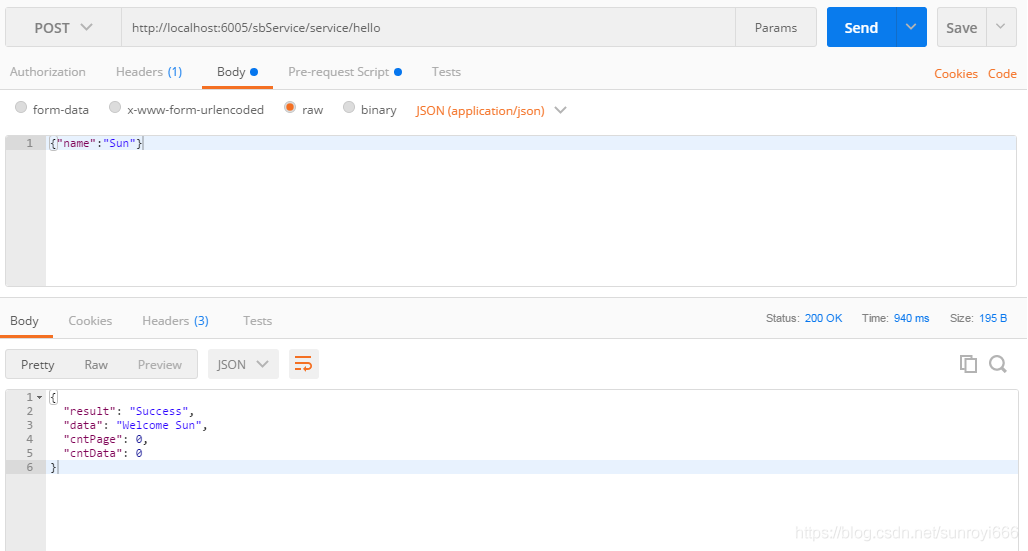 POST http://localhost:6005/sbService/service/hello Params Send Save
Authorization Headers (1) Body Pre-request Script Tests Cookies Code
form-data x-www-form-urlencoded raw binary JSON (application/json)
1 {"name":"Sun"}
Body Cookies Headers (3) Tests Status: 200 OK Time: 940 ms Size: 195 B
Pretty Raw Preview JSON
1 {
2 "result": "Success",
3 "data": "Welcome Sun",
4 "cntPage": 0,
5 "cntData": 0
6 }
https://blog.csdn.net/sunroyi666